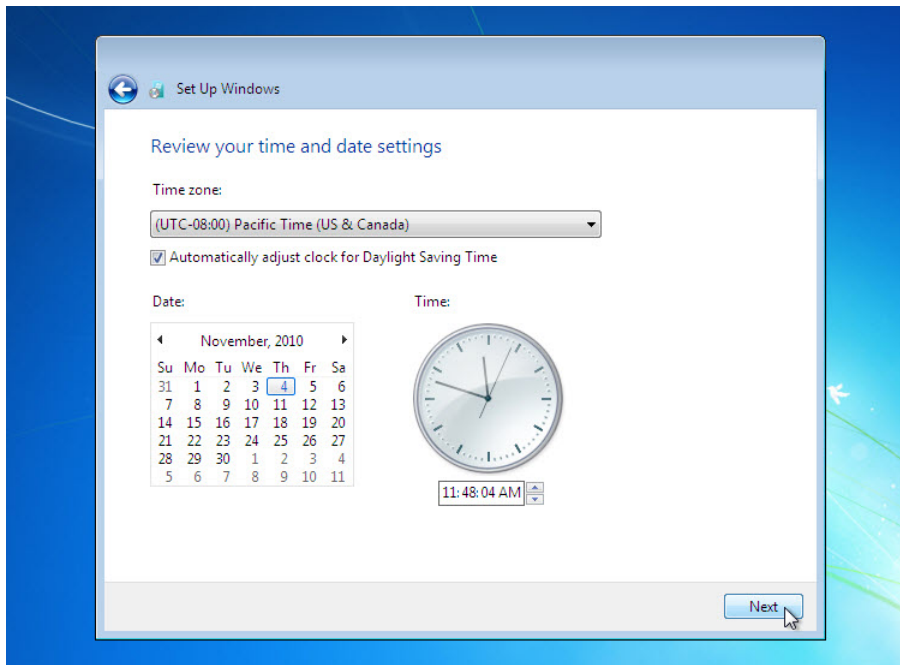 Set Up Windows
Review your time and date settings
Time zone:
(UTC-08:00) Pacific Time (US & Canada)
Automatically adjust clock for Daylight Saving Time
Date:
November, 2010
Su Mo Tu We Th Fr Sa
31 1 2 3 4 5 6
7 8 9 10 11 12 13
14 15 16 17 18 19 20
21 22 23 24 25 26 27
28 29 30 1 2 3 4
5 6 7 8 9 10 11
Time:
11:48:04 AM
Next